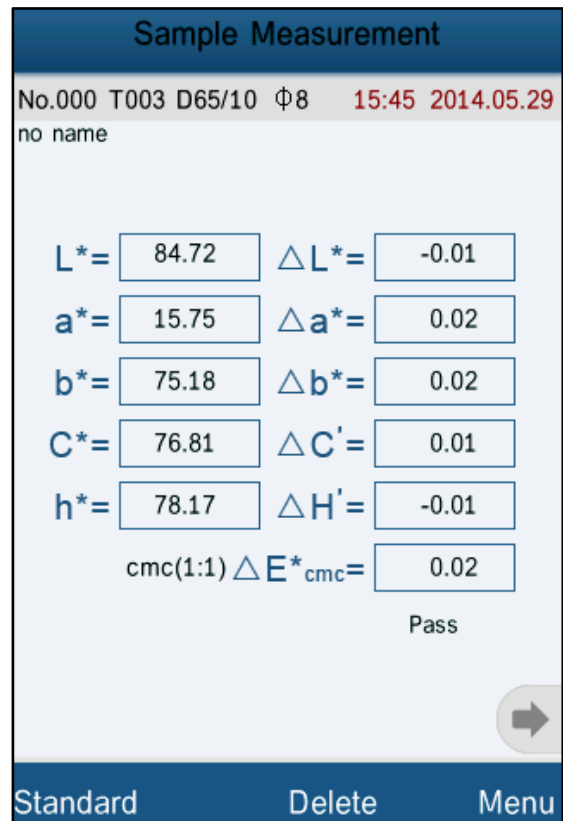 Sample Measurement
No.000 T003 D65/10 Φ8 15:45 2014.05.29
no name
L*= 84.72 △L*= -0.01
a*= 15.75 △a*= 0.02
b*= 75.18 △b*= 0.02
C*= 76.81 △C'= 0.01
h*= 78.17 △H'= -0.01
cmc(1:1) △E*cmc= 0.02
Pass
Standard Delete Menu